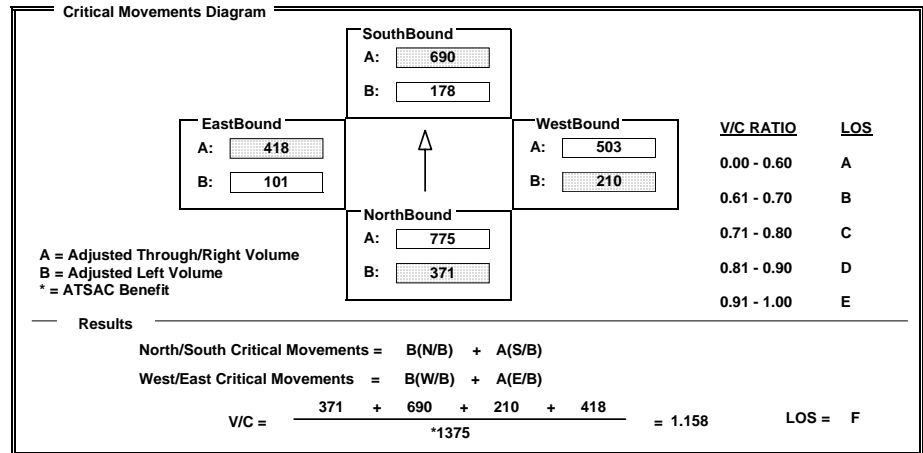 Critical Movements Diagram
SouthBound
A: 690
B: 178
EastBound
A: 418
B: 101
WestBound
A: 503
B: 210
NorthBound
A: 775
B: 371
V/C RATIO LOS
0.00 - 0.60 A
0.61 - 0.70 B
0.71 - 0.80 C
0.81 - 0.90 D
0.91 - 1.00 E
A = Adjusted Through/Right Volume
B = Adjusted Left Volume
* = ATSAC Benefit
Results
North/South Critical Movements = B(N/B) + A(S/B)
West/East Critical Movements = B(W/B) + A(E/B)
371 + 690 + 210 + 418
V/C = = 1.158 LOS = F
*1375